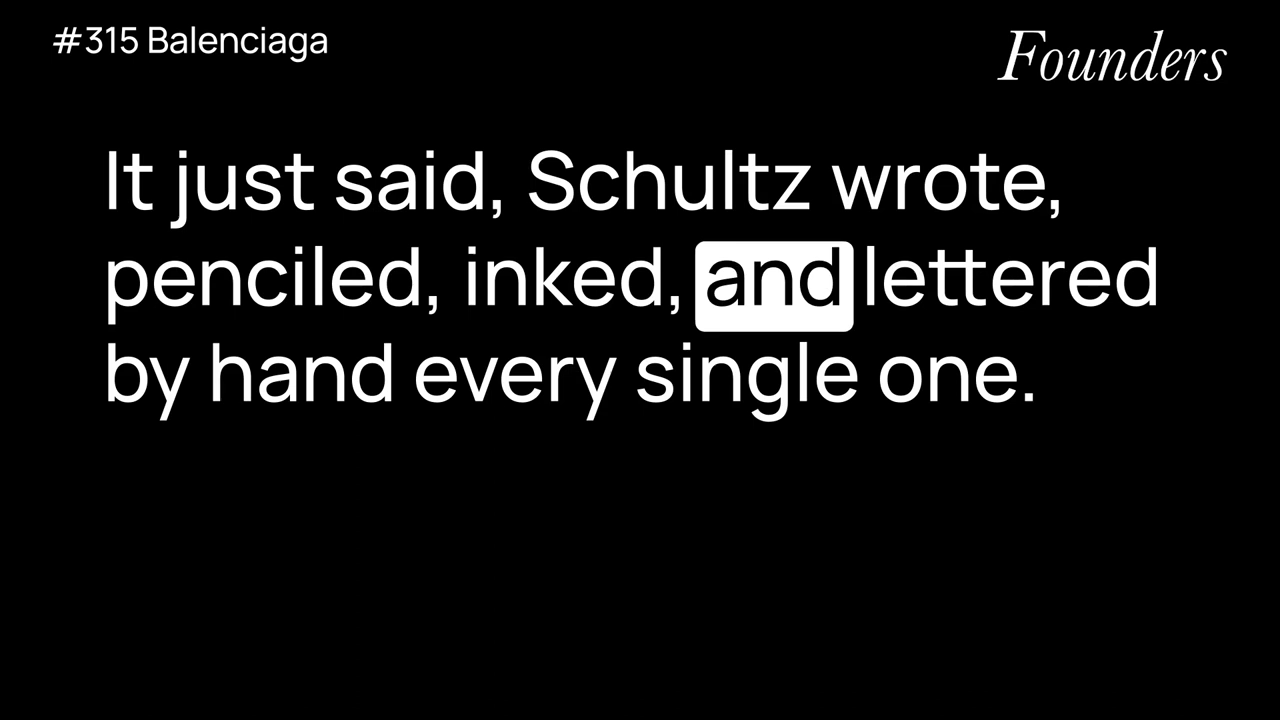 #315 Balenciaga
Founders
It just said, Schultz wrote,
penciled, inked, and lettered
by hand every single one.